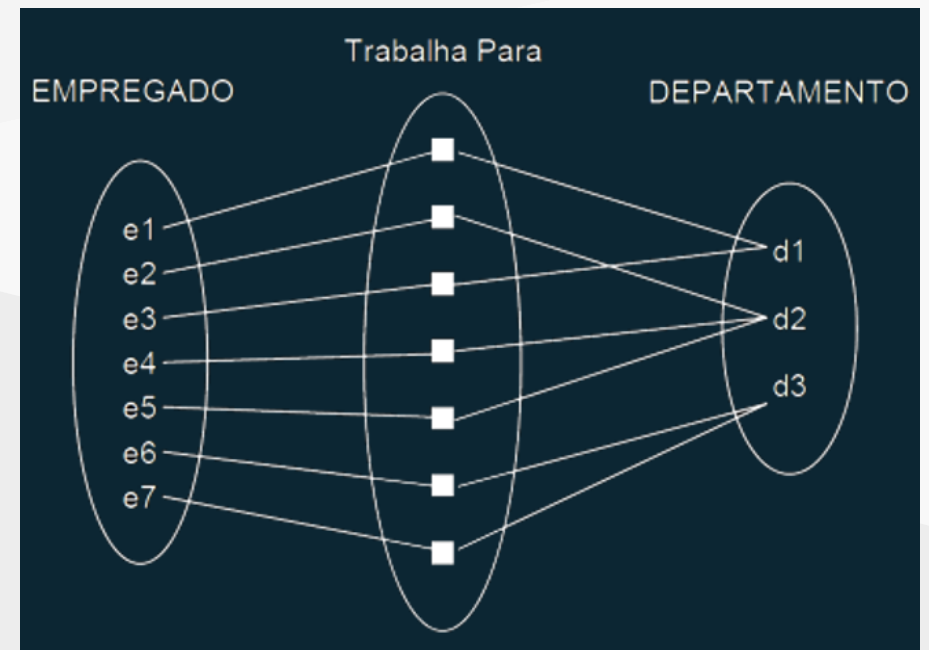 Trabalha Para
EMPREGADO
DEPARTAMENTO
e1
e2
e3
e4
e5
e6
e7
d1
d2
d3